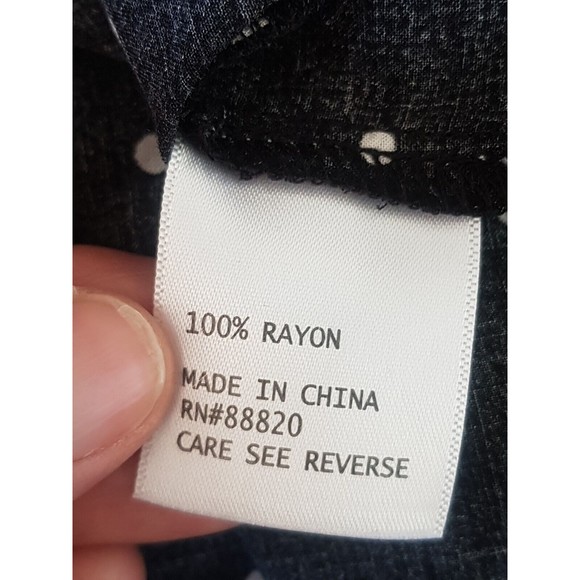 100% RAYON
MADE IN CHINA
RN#88820
CARE SEE REVERSE